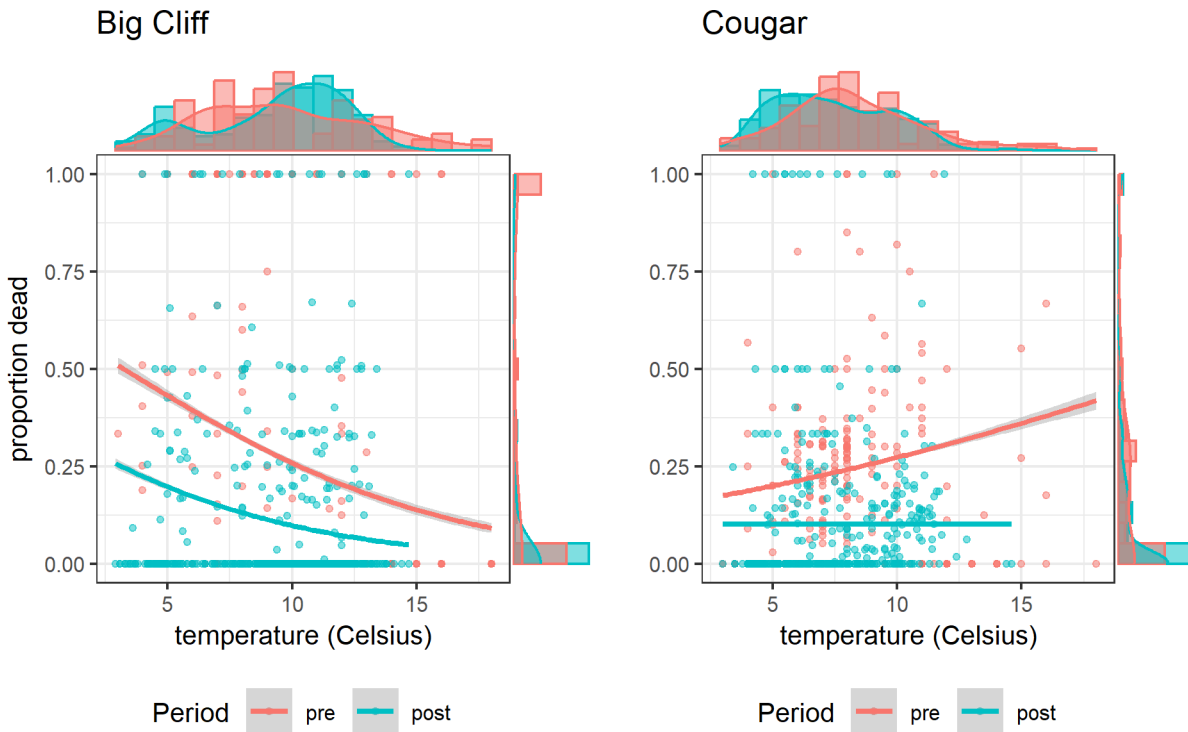 Big Cliff
Cougar
proportion dead
1.00
0.75
0.50
0.25
0.00
5
10
15
temperature (Celsius)
1.00
0.75
0.50
0.25
0.00
5
10
15
temperature (Celsius)
Period pre post
Period pre post